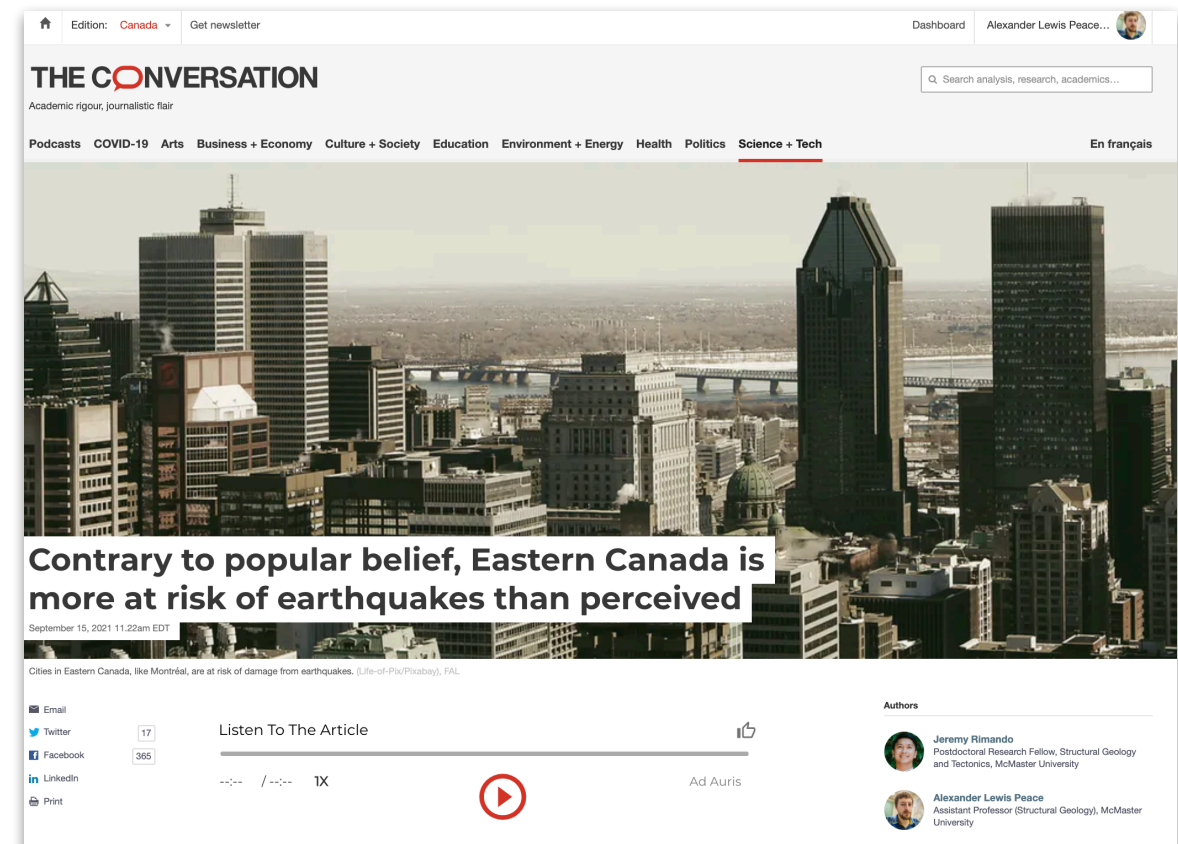 Edition: Canada Get newsletter Dashboard Alexander Lewis Peace...
THE CONVERSATION
Search analysis, research, academics...
Academic rigour, journalistic flair
Podcasts COVID-19 Arts Business + Economy Culture + Society Education Environment + Energy Health Politics Science + Tech En français
Contrary to popular belief, Eastern Canada is
more at risk of earthquakes than perceived
September 15, 2021 11.22am EDT
Cities in Eastern Canada, like Montréal, are at risk of damage from earthquakes. (Life-of-Pix/Pixabay), FAL
Email
Twitter 17
Facebook 365
LinkedIn
Print
Listen To The Article
--:-- / --:-- 1X Ad Auris
Authors
Jeremy Rimando
Postdoctoral Research Fellow, Structural Geology
and Tectonics, McMaster University
Alexander Lewis Peace
Assistant Professor (Structural Geology), McMaster
University